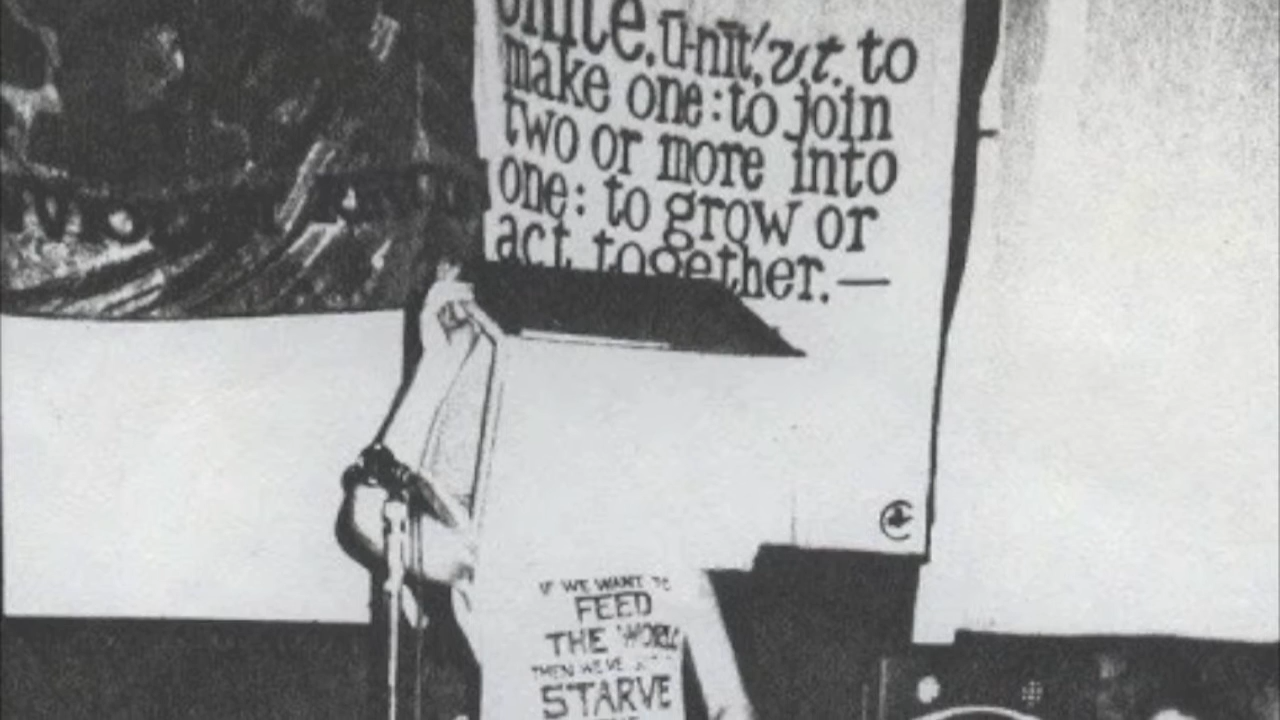 unite. ū-nīt', v.t. to
make one: to join
two or more into
one: to grow or
act together.—
IF WE WANT TO
FEED
THE WORLD
THEN WE'VE
STARVE